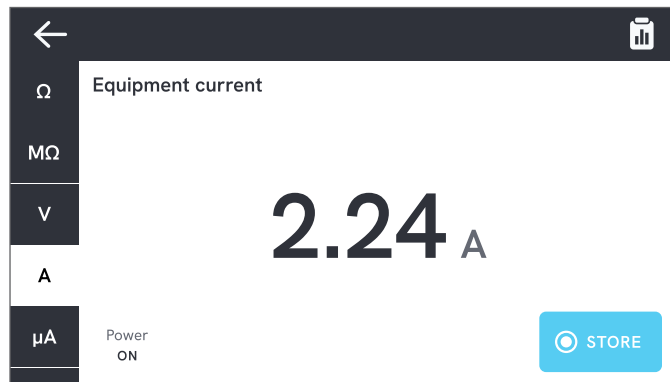 Ω
Equipment current
MΩ
V
2.24 A
A
µA
Power
ON
STORE